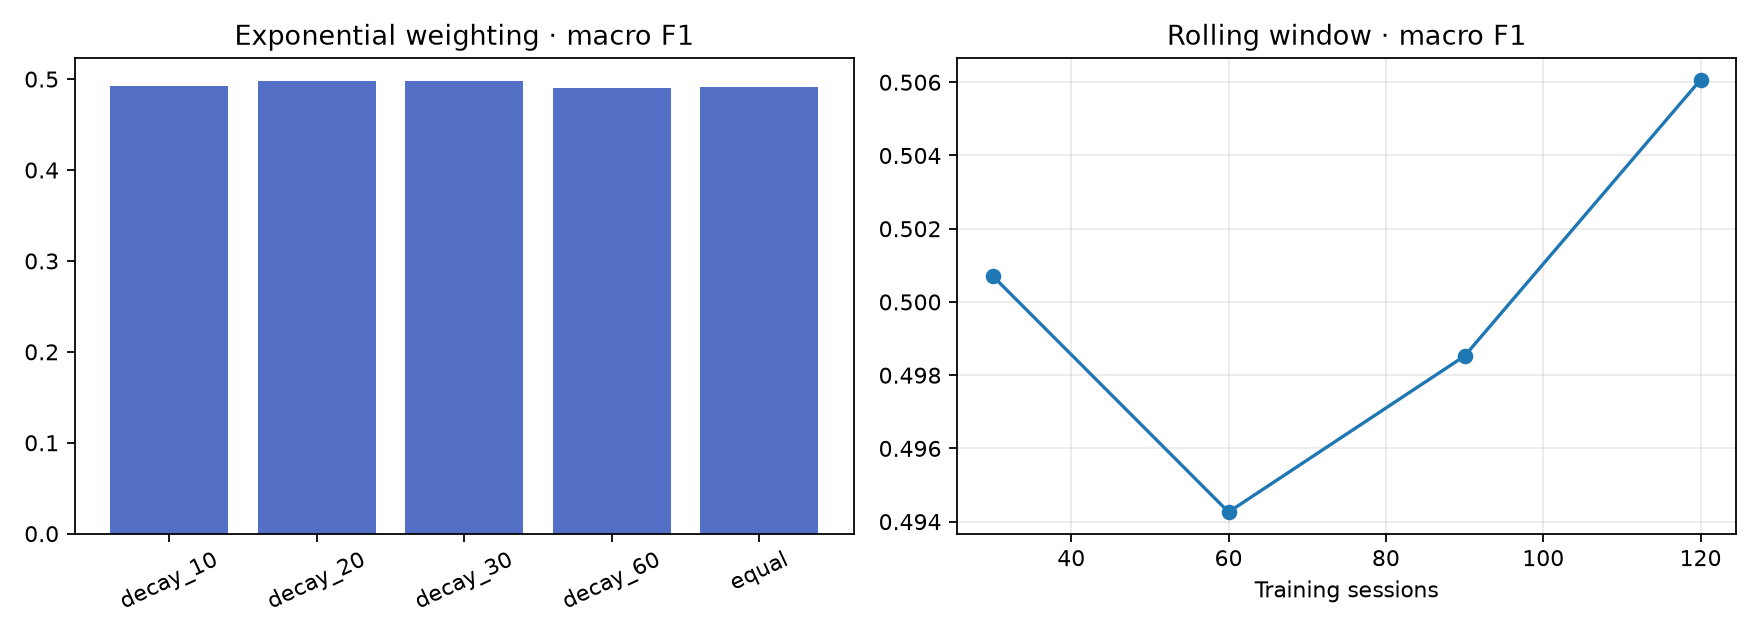 Exponential weighting · macro F1
0.5
0.4
0.3
0.2
0.1
0.0
decay_10
decay_20
decay_30
decay_60
equal
Rolling window · macro F1
0.506
0.504
0.502
0.500
0.498
0.496
0.494
40
60
80
100
120
Training sessions